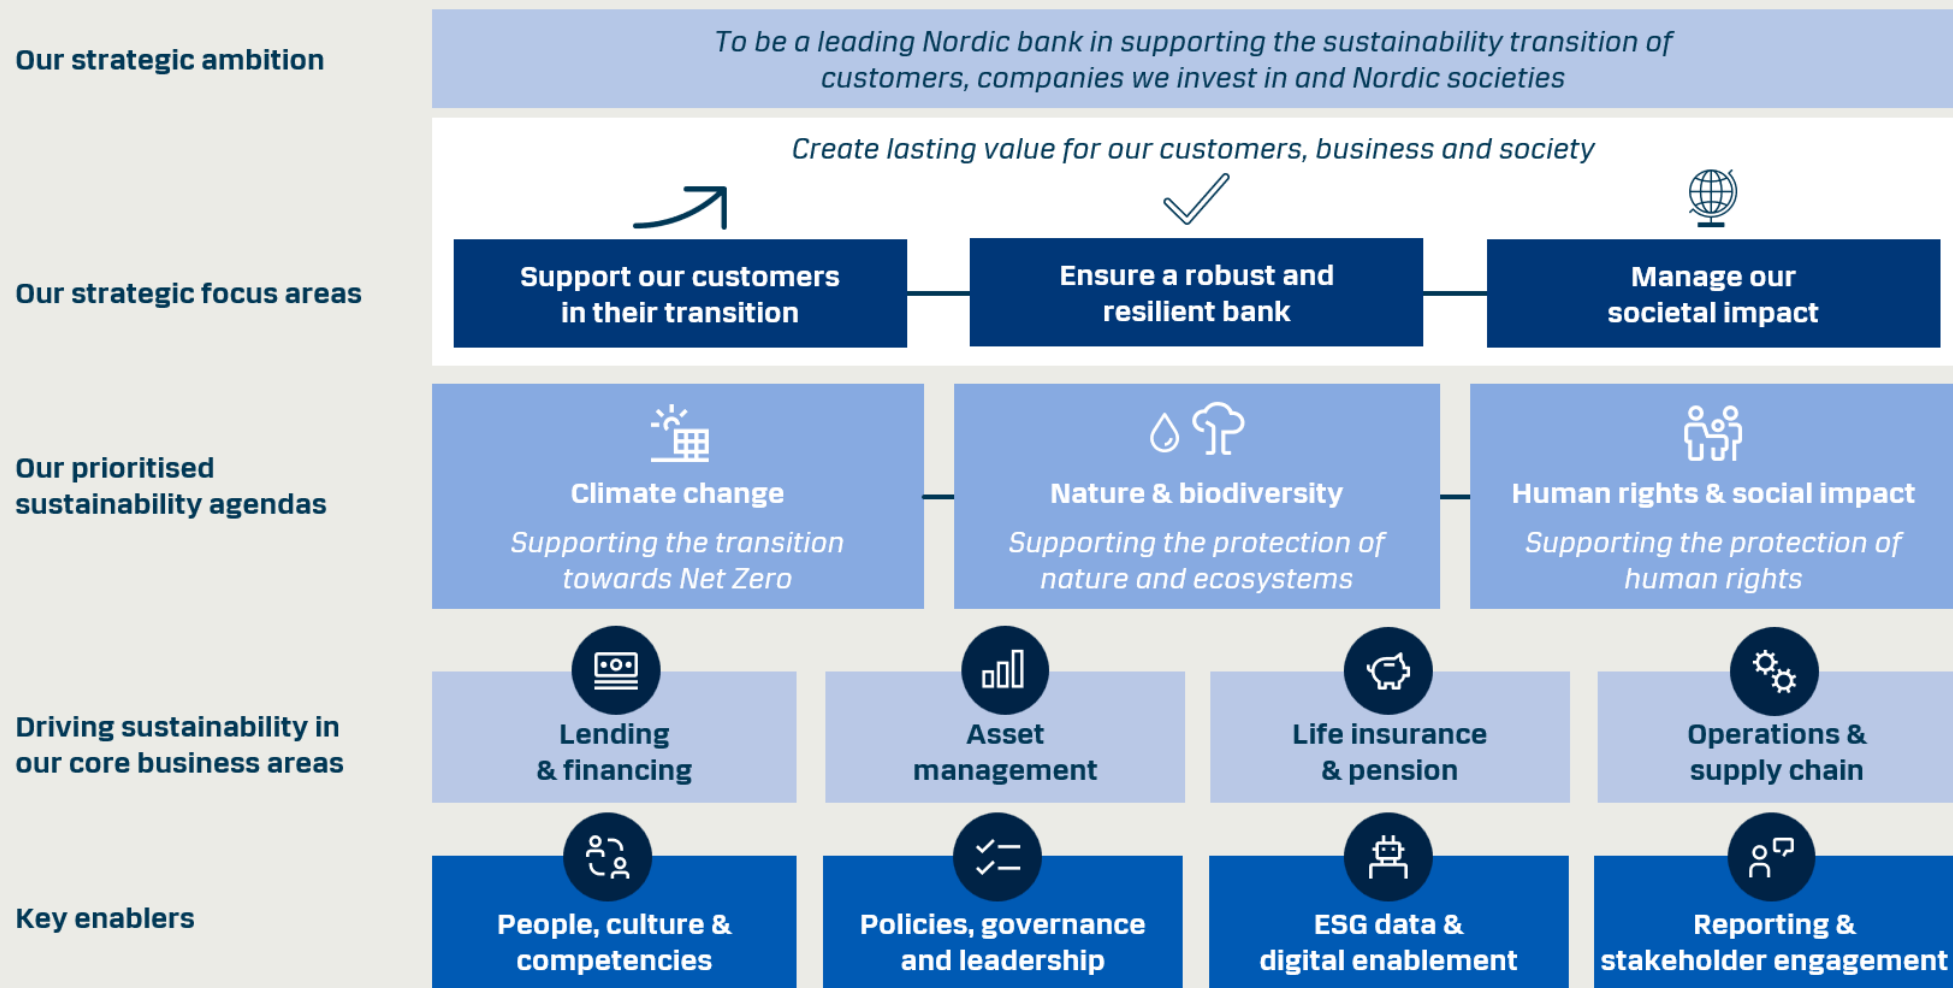 Our strategic ambition
To be a leading Nordic bank in supporting the sustainability transition of
customers, companies we invest in and Nordic societies
Our strategic focus areas
Create lasting value for our customers, business and society
Support our customers
in their transition
Ensure a robust and
resilient bank
Manage our
societal impact
Our prioritised
sustainability agendas
Climate change
Supporting the transition
towards Net Zero
Nature & biodiversity
Supporting the protection of
nature and ecosystems
Human rights & social impact
Supporting the protection of
human rights
Driving sustainability in
our core business areas
Lending
& financing
Asset
management
Life insurance
& pension
Operations &
supply chain
Key enablers
People, culture &
competencies
Policies, governance
and leadership
ESG data &
digital enablement
Reporting &
stakeholder engagement